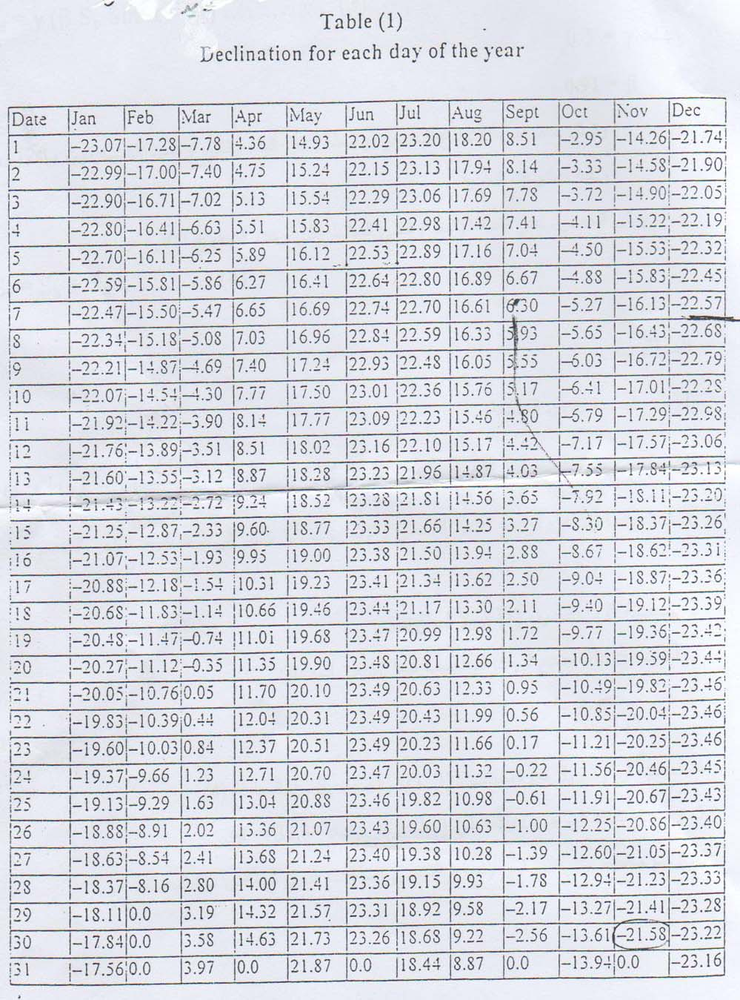 Table (1)
Declination for each day of the year
Date Jan Feb Mar Apr May Jun Jul Aug Sept Oct Nov Dec
1 -23.07 -17.28 -7.78 4.36 14.93 22.02 23.20 18.20 8.51 -2.95 -14.26 -21.74
2 -22.99 -17.00 -7.40 4.75 15.24 22.15 23.13 17.94 8.14 -3.33 -14.58 -21.90
3 -22.90 -16.71 -7.02 5.13 15.54 22.29 23.06 17.69 7.78 -3.72 -14.90 -22.05
4 -22.80 -16.41 -6.63 5.51 15.83 22.41 22.98 17.42 7.41 -4.11 -15.22 -22.19
5 -22.70 -16.11 -6.25 5.89 16.12 22.53 22.89 17.16 7.04 -4.50 -15.53 -22.32
6 -22.59 -15.81 -5.86 6.27 16.41 22.64 22.80 16.89 6.67 -4.88 -15.83 -22.45
7 -22.47 -15.50 -5.47 6.65 16.69 22.74 22.70 16.61 6.30 -5.27 -16.13 -22.57
8 -22.34 -15.18 -5.08 7.03 16.96 22.84 22.59 16.33 5.93 -5.65 -16.43 -22.68
9 -22.21 -14.87 -4.69 7.40 17.24 22.93 22.48 16.05 5.55 -6.03 -16.72 -22.79
10 -22.07 -14.54 -4.30 7.77 17.50 23.01 22.36 15.76 5.17 -6.41 -17.01 -22.28
11 -21.92 -14.22 -3.90 8.14 17.77 23.09 22.23 15.46 4.80 -6.79 -17.29 -22.98
12 -21.76 -13.89 -3.51 8.51 18.02 23.16 22.10 15.17 4.42 -7.17 -17.57 -23.06
13 -21.60 -13.55 -3.12 8.87 18.28 23.23 21.96 14.87 4.03 -7.55 -17.84 -23.13
14 -21.43 -13.22 -2.72 9.24 18.52 23.28 21.81 14.56 3.65 -7.92 -18.11 -23.20
15 -21.25 -12.87 -2.33 9.60 18.77 23.33 21.66 14.25 3.27 -8.30 -18.37 -23.26
16 -21.07 -12.53 -1.93 9.95 19.00 23.38 21.50 13.94 2.88 -8.67 -18.62 -23.31
17 -20.88 -12.18 -1.54 10.31 19.23 23.41 21.34 13.62 2.50 -9.04 -18.87 -23.36
18 -20.68 -11.83 -1.14 10.66 19.46 23.44 21.17 13.30 2.11 -9.40 -19.12 -23.39
19 -20.48 -11.47 -0.74 11.01 19.68 23.47 20.99 12.98 1.72 -9.77 -19.36 -23.42
20 -20.27 -11.12 -0.35 11.35 19.90 23.48 20.81 12.66 1.34 -10.13 -19.59 -23.44
21 -20.05 -10.76 0.05 11.70 20.10 23.49 20.63 12.33 0.95 -10.49 -19.82 -23.46
22 -19.83 -10.39 0.44 12.04 20.31 23.49 20.43 11.99 0.56 -10.85 -20.04 -23.46
23 -19.60 -10.03 0.84 12.37 20.51 23.49 20.23 11.66 0.17 -11.21 -20.25 -23.46
24 -19.37 -9.66 1.23 12.71 20.70 23.47 20.03 11.32 -0.22 -11.56 -20.46 -23.45
25 -19.13 -9.29 1.63 13.04 20.88 23.46 19.82 10.98 -0.61 -11.91 -20.67 -23.43
26 -18.88 -8.91 2.02 13.36 21.07 23.43 19.60 10.63 -1.00 -12.25 -20.86 -23.40
27 -18.63 -8.54 2.41 13.68 21.24 23.40 19.38 10.28 -1.39 -12.60 -21.05 -23.37
28 -18.37 -8.16 2.80 14.00 21.41 23.36 19.15 9.93 -1.78 -12.94 -21.23 -23.33
29 -18.11 0.0 3.19 14.32 21.57 23.31 18.92 9.58 -2.17 -13.27 -21.41 -23.28
30 -17.84 0.0 3.58 14.63 21.73 23.26 18.68 9.22 -2.56 -13.61 -21.58 -23.22
31 -17.56 0.0 3.97 0.0 21.87 0.0 18.44 8.87 0.0 -13.94 0.0 -23.16